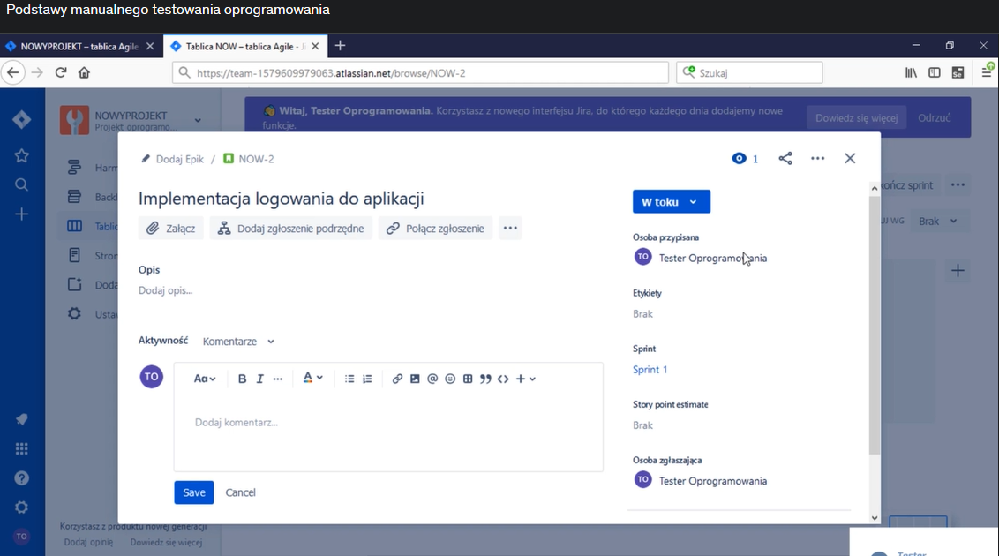 Podstawy manualnego testowania oprogramowania
NOWYPROJEKT – tablica Agile
Tablica NOW – tablica Agile - J
https://team-1579609979063.atlassian.net/browse/NOW-2
Szukaj
Se
NOWYPROJEKT
Projekt oprogramo...
Witaj, Tester Oprogramowania. Korzystasz z nowego interfejsu Jira, do którego każdego dnia dodajemy nowe
funkcje.
Dowiedz się więcej
Odrzuć
Harm
Backl
Tablic
Stron
Doda
Ustaw
Dodaj Epik / NOW-2
1
Implementacja logowania do aplikacji
Załącz
Dodaj zgłoszenie podrzędne
Połącz zgłoszenie
Opis
Dodaj opis...
Aktywność
Komentarze
TO
Aa
B
I
A
Dodaj komentarz...
Save
Cancel
W toku
Osoba przypisana
TO Tester Oprogramowania
Etykiety
Brak
Sprint
Sprint 1
Story point estimate
Brak
Osoba zgłaszająca
TO Tester Oprogramowania
kończ sprint
UJ WG
Brak
TO
Korzystasz z produktu nowej generacji
Dodaj opinię
Dowiedz się więcej
Tester